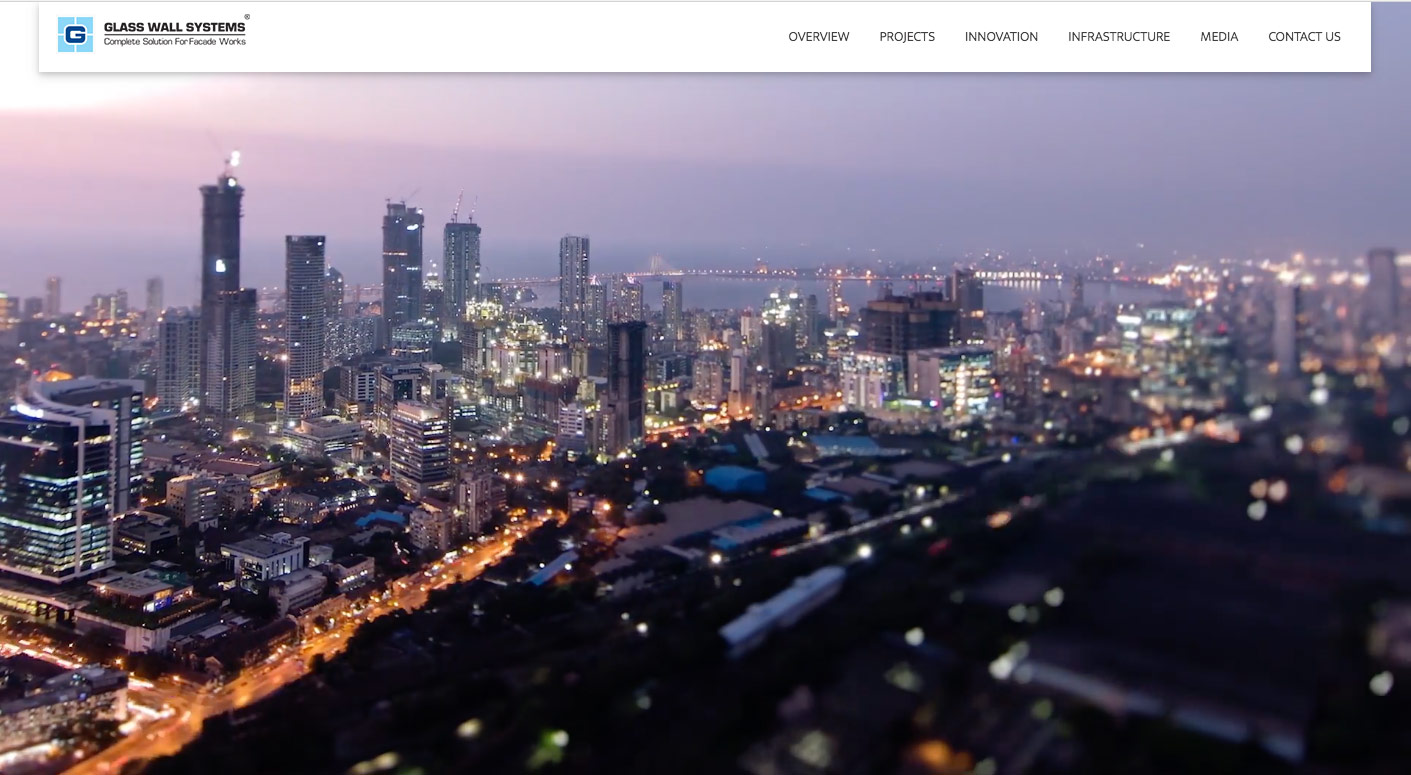 GLASS WALL SYSTEMS®
Complete Solution For Facade Works
OVERVIEW PROJECTS INNOVATION INFRASTRUCTURE MEDIA CONTACT US